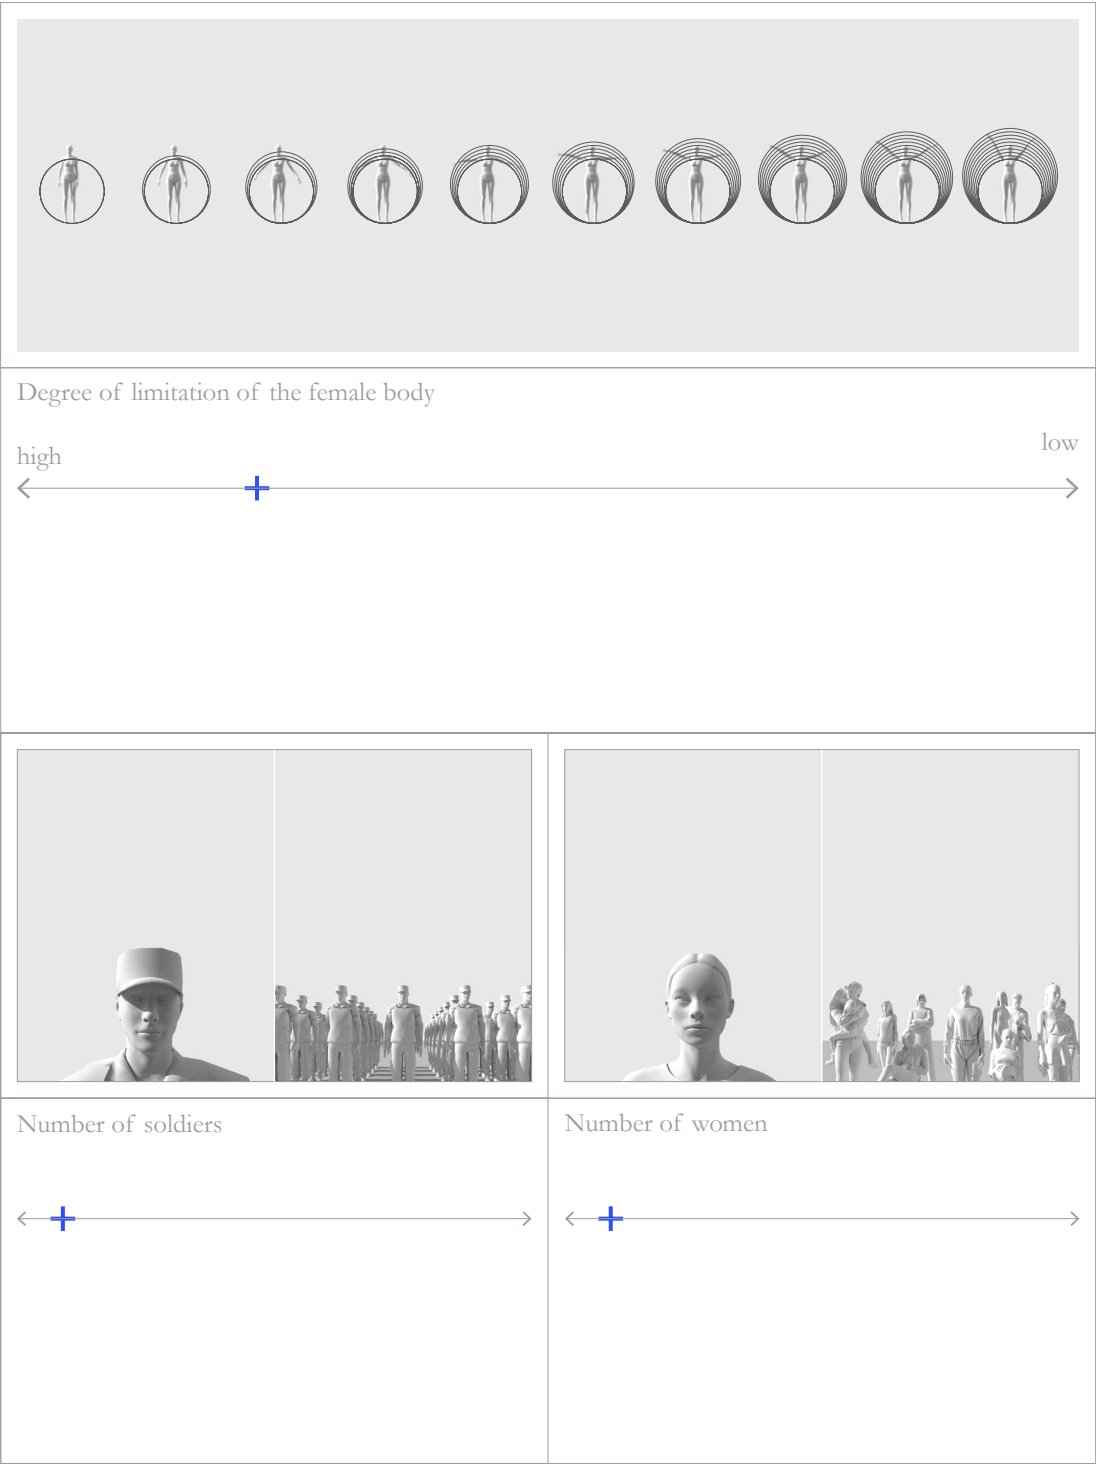 Degree of limitation of the female body
low
high
Number of soldiers
Number of women